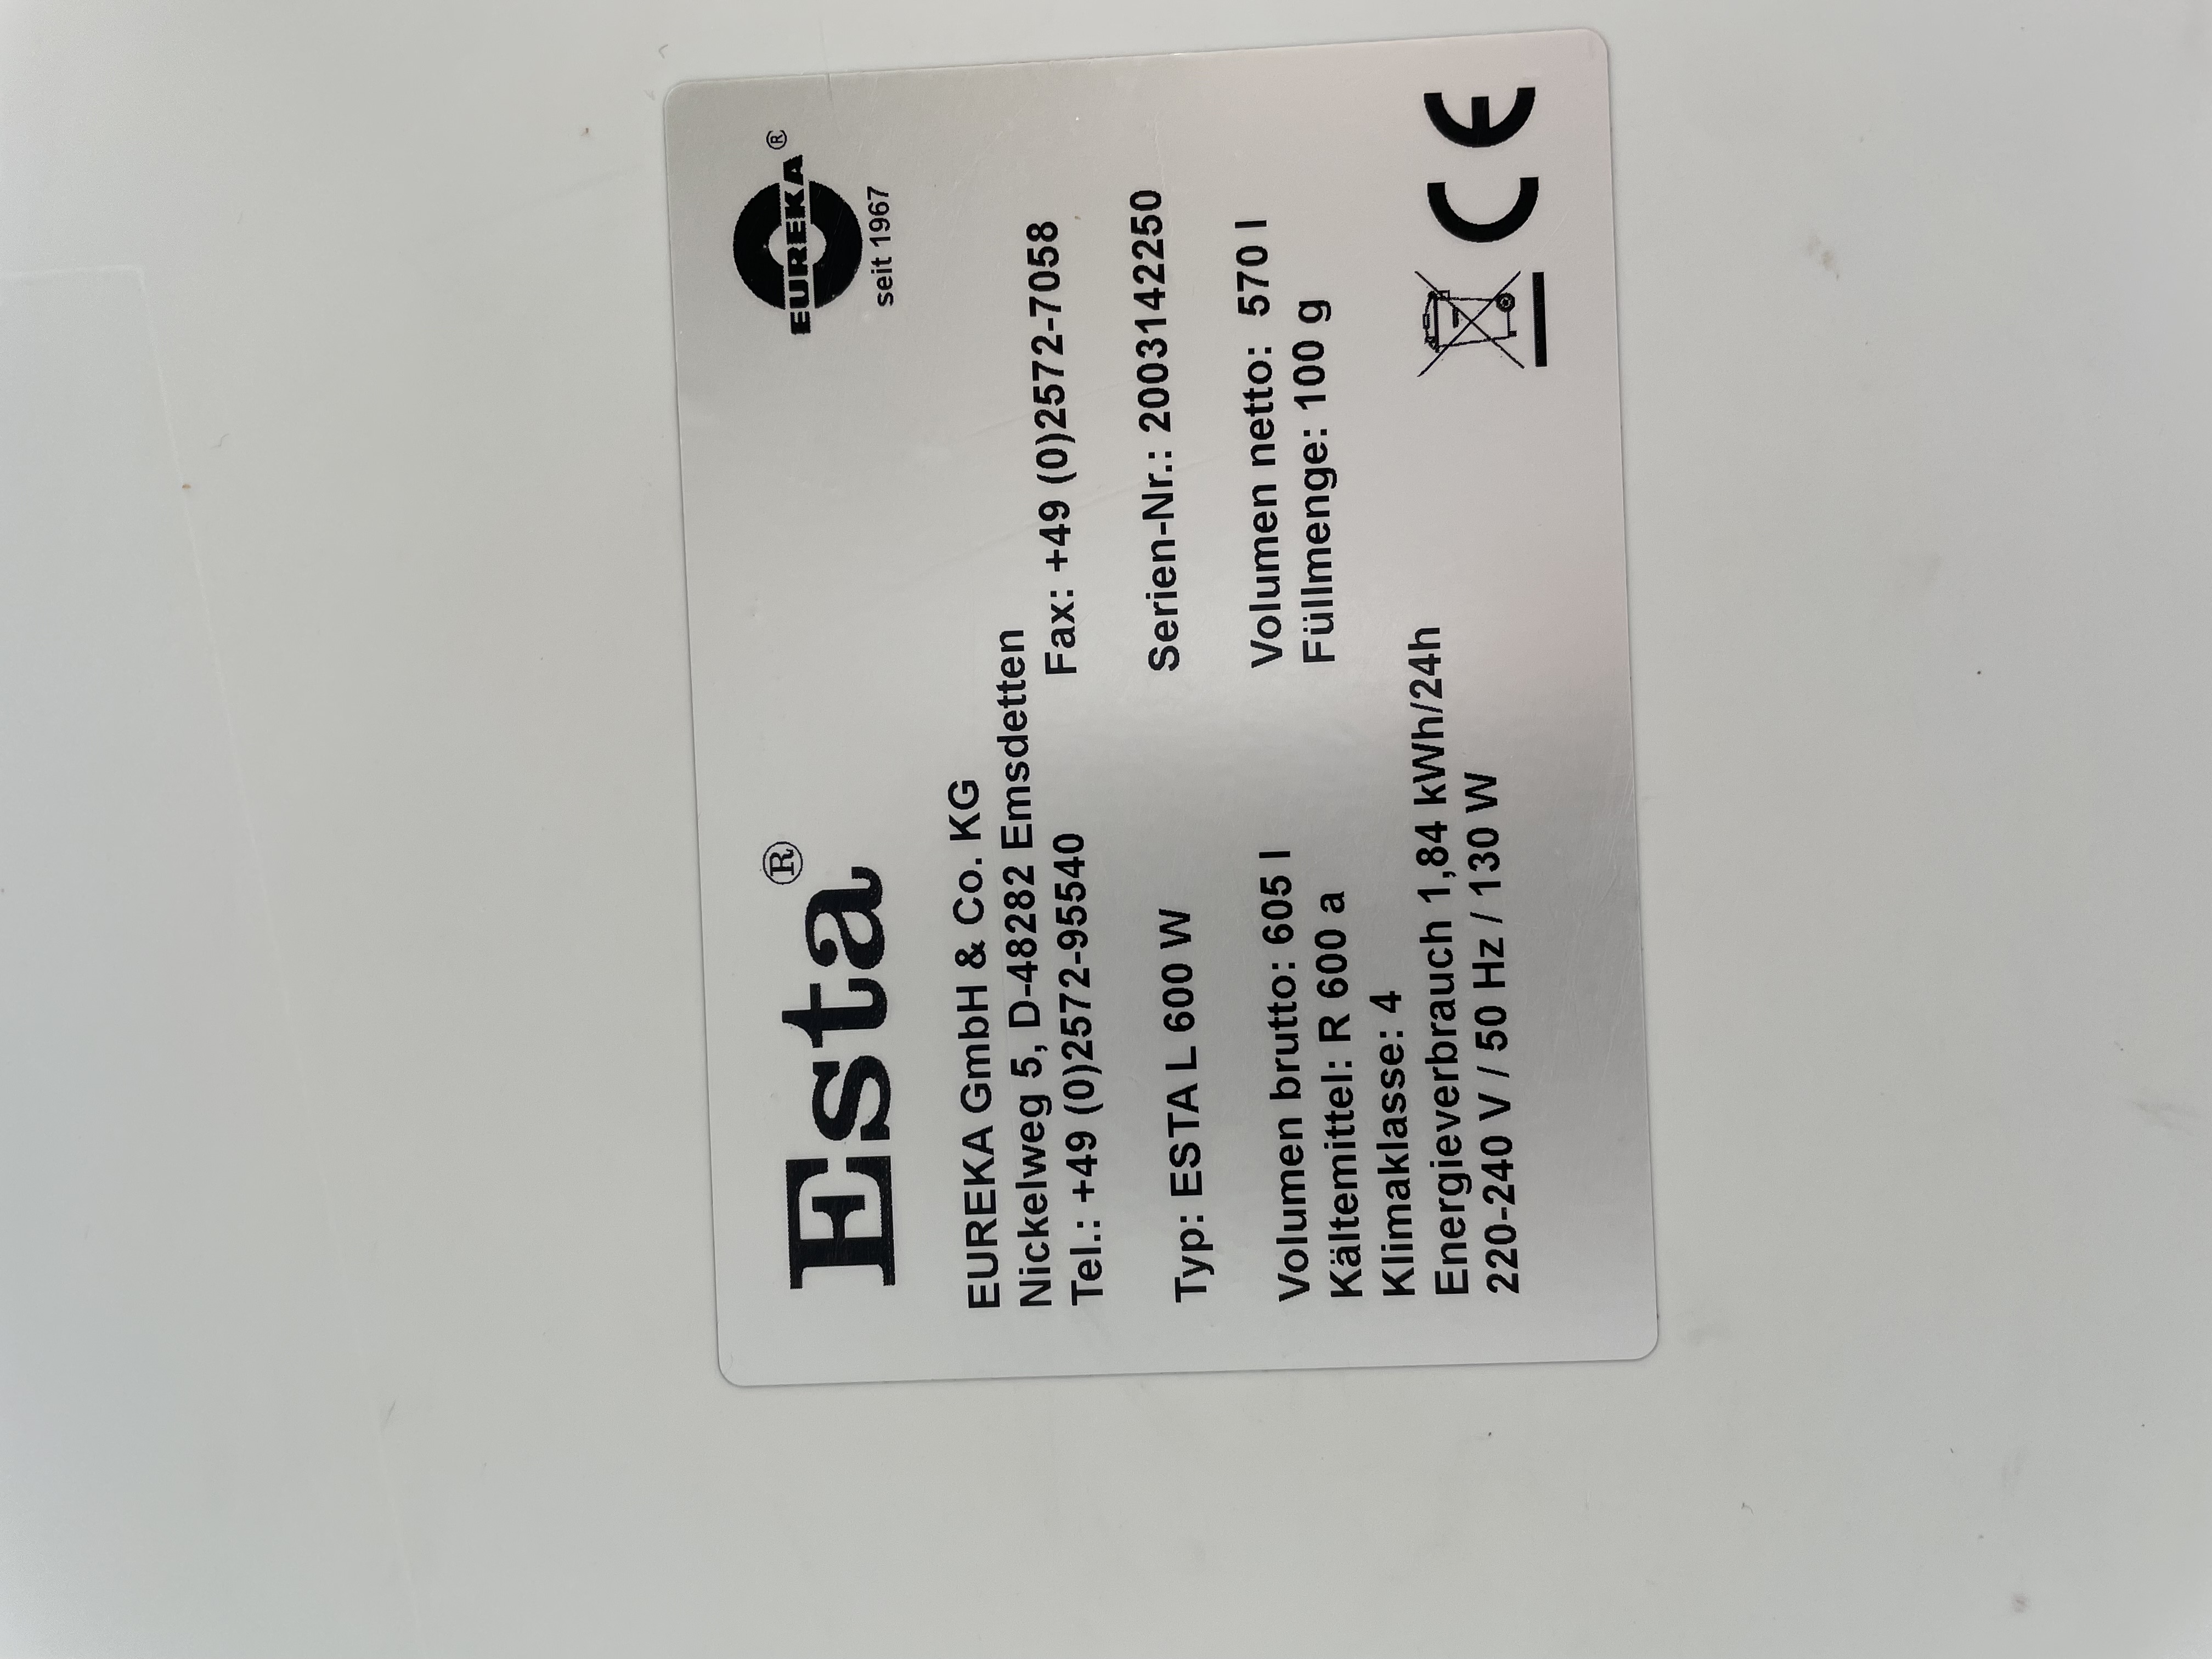 Esta®
EUREKA®
seit 1967
EUREKA GmbH & Co. KG
Nickelweg 5, D-48282 Emsdetten
Tel.: +49 (0)2572-95540 Fax: +49 (0)2572-7058
Typ: ESTA L 600 W Serien-Nr.: 2003142250
Volumen brutto: 605 l Volumen netto: 570 l
Kältemittel: R 600 a Füllmenge: 100 g
Klimaklasse: 4
Energieverbrauch 1,84 kWh/24h
220-240 V / 50 Hz / 130 W
CE